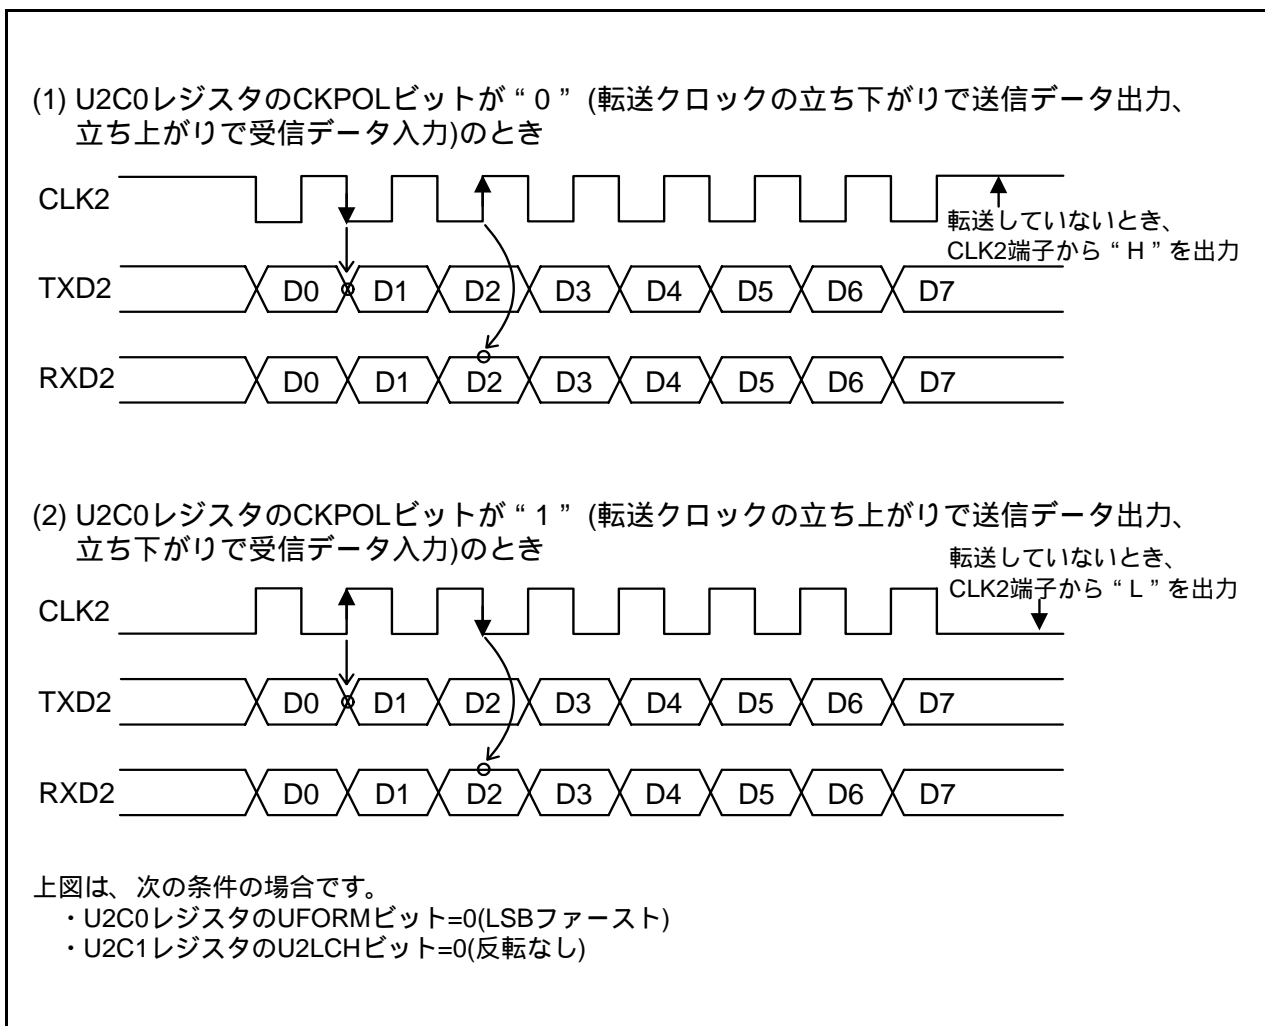 (1) U2C0レジスタのCKPOLビットが“0” (転送クロックの立ち下がりで送信データ出力、
立ち上がりで受信データ入力)のとき
CLK2
転送していないとき、
CLK2端子から“H”を出力
TXD2 D0 D1 D2 D3 D4 D5 D6 D7
RXD2 D0 D1 D2 D3 D4 D5 D6 D7
(2) U2C0レジスタのCKPOLビットが“1” (転送クロックの立ち上がりで送信データ出力、
立ち下がりで受信データ入力)のとき
転送していないとき、
CLK2端子から“L”を出力
CLK2
TXD2 D0 D1 D2 D3 D4 D5 D6 D7
RXD2 D0 D1 D2 D3 D4 D5 D6 D7
上図は、次の条件の場合です。
・U2C0レジスタのUFORMビット=0(LSBファースト)
・U2C1レジスタのU2LCHビット=0(反転なし)